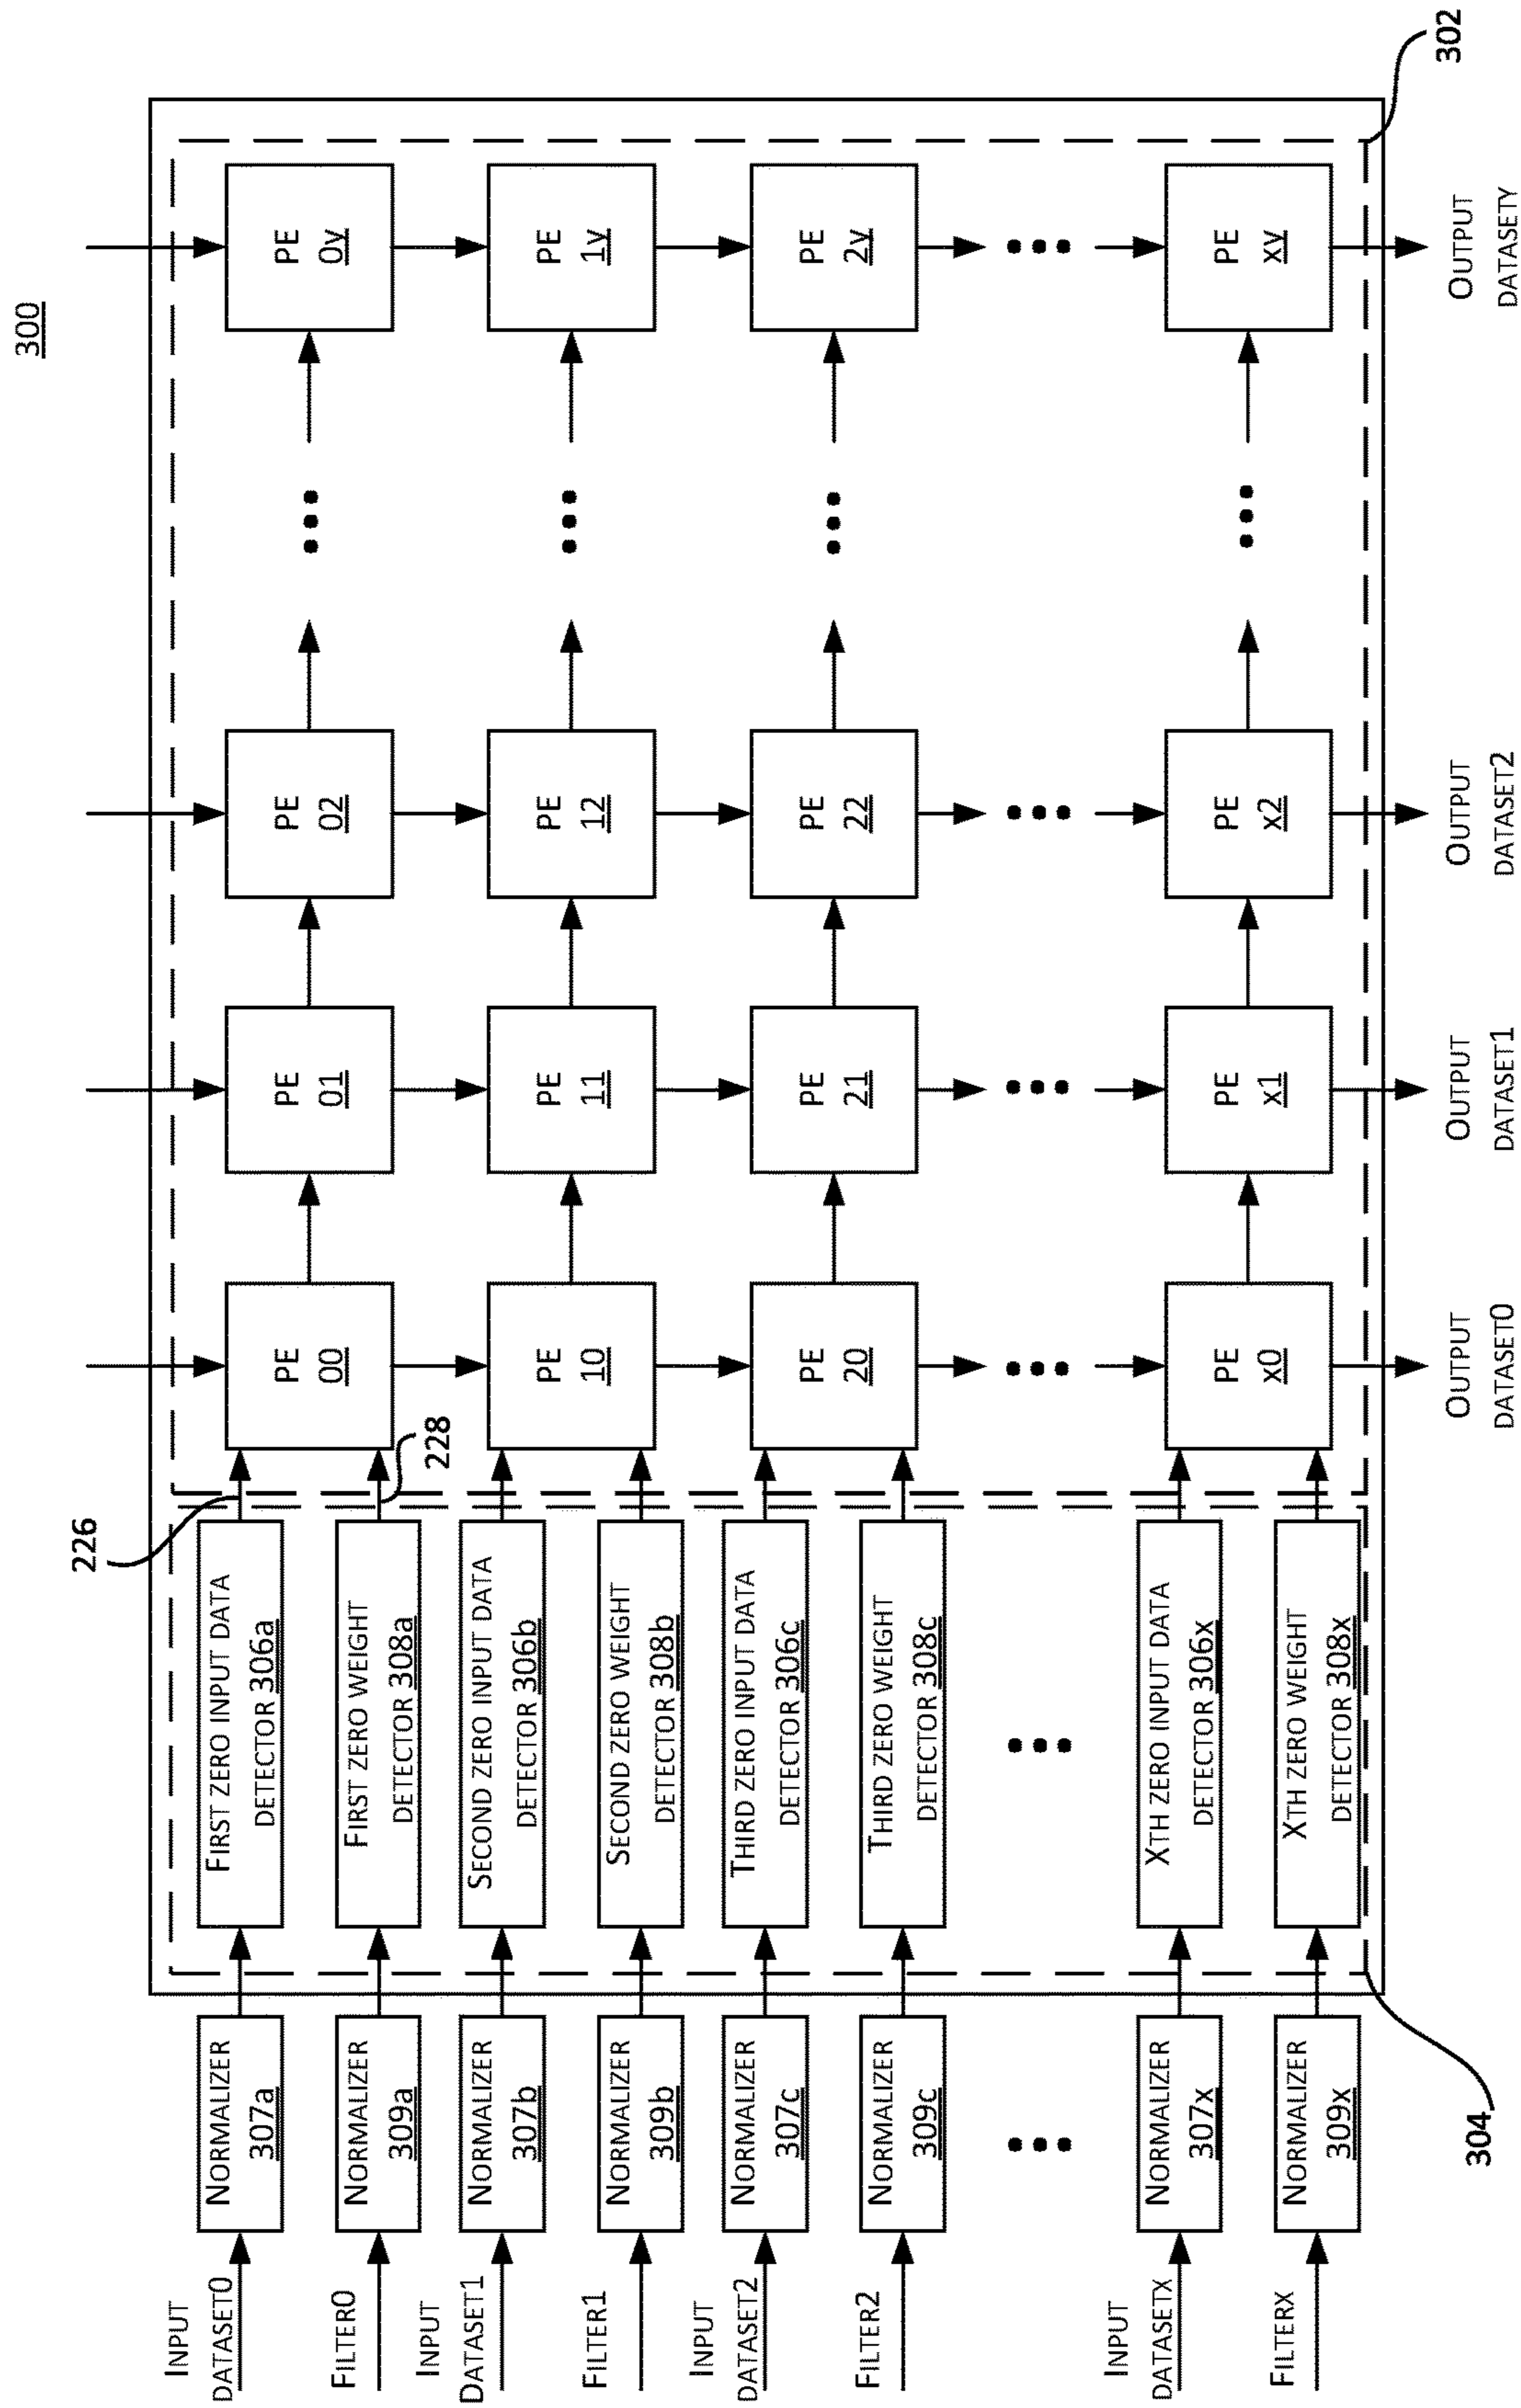 300
INPUT
DATASET0
NORMALIZER
307a
FIRST ZERO INPUT DATA
DETECTOR 306a
226
PE
00
PE
01
PE
02
PE
0y
FILTER0
NORMALIZER
309a
FIRST ZERO WEIGHT
DETECTOR 308a
228
INPUT
DATASET1
NORMALIZER
307b
SECOND ZERO INPUT DATA
DETECTOR 306b
PE
10
PE
11
PE
12
PE
1y
FILTER1
NORMALIZER
309b
SECOND ZERO WEIGHT
DETECTOR 308b
INPUT
DATASET2
NORMALIZER
307c
THIRD ZERO INPUT DATA
DETECTOR 306c
PE
20
PE
21
PE
22
PE
2y
FILTER2
NORMALIZER
309c
THIRD ZERO WEIGHT
DETECTOR 308c
INPUT
DATASETX
NORMALIZER
307x
XTH ZERO INPUT DATA
DETECTOR 306x
PE
x0
PE
x1
PE
x2
PE
xy
FILTERX
NORMALIZER
309x
XTH ZERO WEIGHT
DETECTOR 308x
304
302
OUTPUT
DATASET0
OUTPUT
DATASET1
OUTPUT
DATASET2
OUTPUT
DATASETY